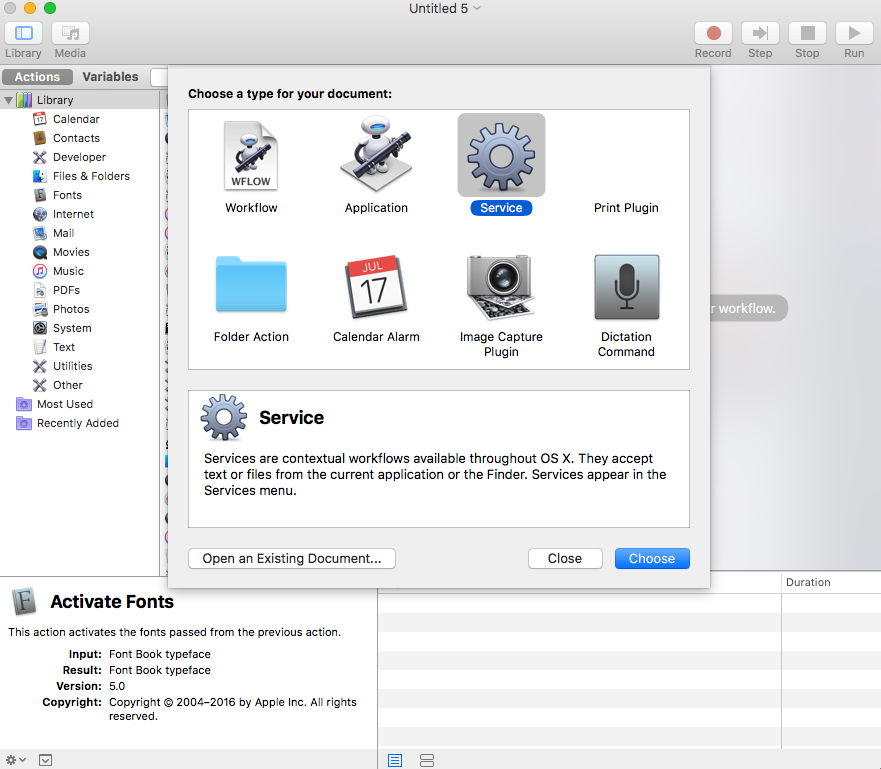 Untitled 5
Library
Media
Record
Step
Stop
Run
Actions
Variables
Library
Calendar
Contacts
Developer
Files & Folders
Fonts
Internet
Mail
Movies
Music
PDFs
Photos
System
Text
Utilities
Other
Most Used
Recently Added
Choose a type for your document:
WFLOW
Workflow
Application
Service
Print Plugin
JUL
17
Folder Action
Calendar Alarm
Image Capture
Plugin
Dictation
Command
workflow.
Service
Services are contextual workflows available throughout OS X. They accept
text or files from the current application or the Finder. Services appear in the
Services menu.
Open an Existing Document...
Close
Choose
Duration
Activate Fonts
This action activates the fonts passed from the previous action.
Input: Font Book typeface
Result: Font Book typeface
Version: 5.0
Copyright: Copyright © 2004–2016 by Apple Inc. All rights
reserved.